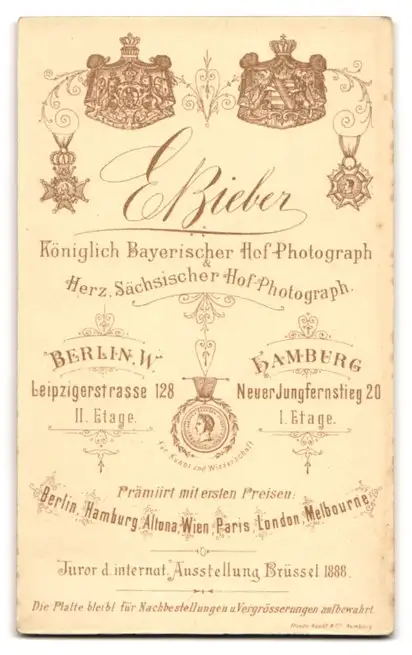 E. Bieber
Königlich Bayerischer Hof-Photograph
&
Herz. Sächsischer Hof-Photograph.
BERLIN. W.
Leipzigerstrasse 128
II. Etage.
HAMBURG
Neuer Jungfernstieg 20
I. Etage.
Für Kunst und Wissenschaft
Prämiirt mit ersten Preisen:
Berlin, Hamburg, Altona, Wien, Paris, London, Melbourne.
Juror d. internat. Ausstellung Brüssel 1888.
Die Platte bleibt für Nachbestellungen u. Vergrösserungen aufbewahrt.